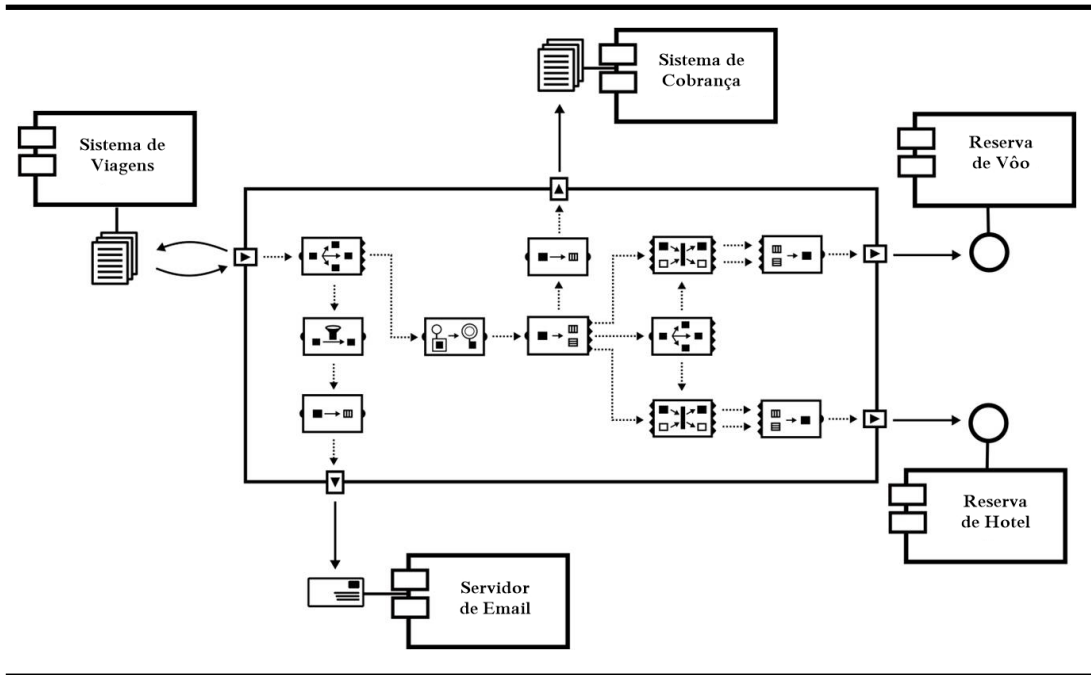 Sistema de
Cobrança
Sistema de
Viagens
Reserva
de Vôo
Reserva
de Hotel
Servidor
de Email